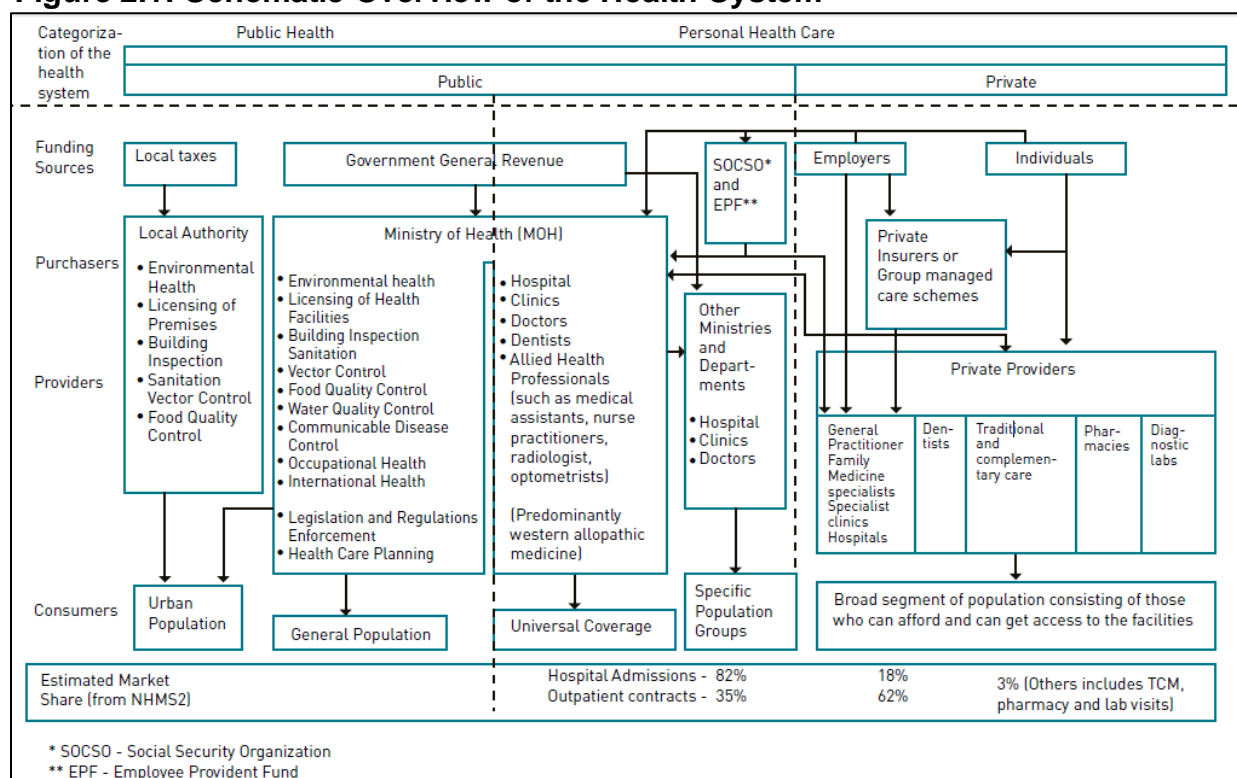 Figure 2.1: Schematic Overview of the Health System
Categoriza-
tion of the
health
system
Public Health
Personal Health Care
Public
Private
Funding
Sources
Local taxes
Government General Revenue
SOCSO*
and
EPF**
Employers
Individuals
Purchasers
Providers
Local Authority
• Environmental
Health
• Licensing of
Premises
• Building
Inspection
• Sanitation
Vector Control
• Food Quality
Control
Ministry of Health (MOH)
• Environmental health
• Licensing of Health
Facilities
• Building Inspection
Sanitation
• Vector Control
• Food Quality Control
• Water Quality Control
• Communicable Disease
Control
• Occupational Health
• International Health
• Legislation and Regulations
Enforcement
• Health Care Planning
• Hospital
• Clinics
• Doctors
• Dentists
• Allied Health
Professionals
(such as medical
assistants, nurse
practitioners,
radiologist,
optometrists)
(Predominantly
western allopathic
medicine)
Other
Ministries
and
Depart-
ments
• Hospital
• Clinics
• Doctors
Private
Insurers or
Group managed
care schemes
Private Providers
General
Practitioner
Family
Medicine
specialists
Specialist
clinics
Hospitals
Den-
tists
Traditional
and
complemen-
tary care
Phar-
macies
Diag-
nostic
labs
Consumers
Urban
Population
General Population
Universal Coverage
Specific
Population
Groups
Broad segment of population consisting of those
who can afford and can get access to the facilities
Estimated Market
Share (from NHMS2)
Hospital Admissions - 82%
18%
Outpatient contracts - 35%
62%
3% (Others includes TCM,
pharmacy and lab visits)
* SOCSO - Social Security Organization
** EPF - Employee Provident Fund